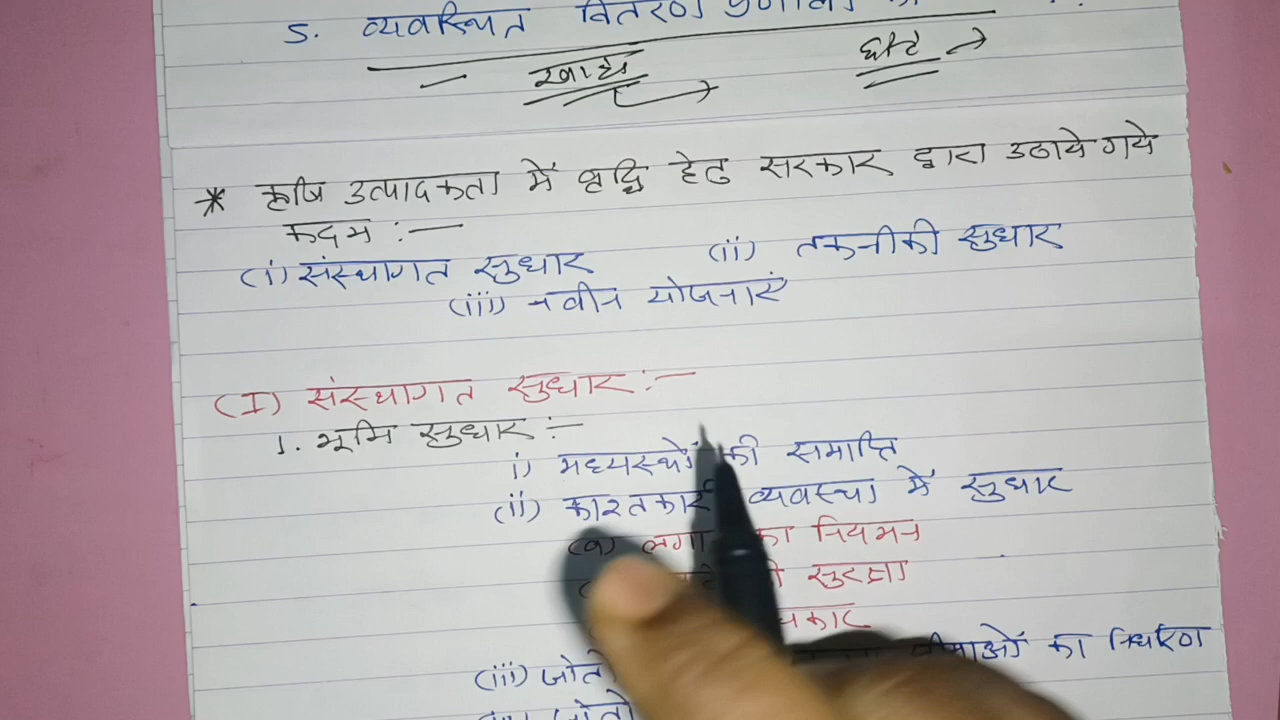 5. व्यवस्थित वितरण प्रणाली
खाद्य
* कृषि उत्पादकता में वृद्धि हेतु सरकार द्वारा उठाये गये
कदम :-
(i) संस्थागत सुधार (ii) तकनीकी सुधार
(iii) नवीन योजनाएं
(I) संस्थागत सुधार :-
1. भूमि सुधार :-
i) मध्यस्थों की समाप्ति
(ii) काश्तकारी व्यवस्था में सुधार
(a) का नियमन
की सुरक्षा
(iii) का निर्धारण